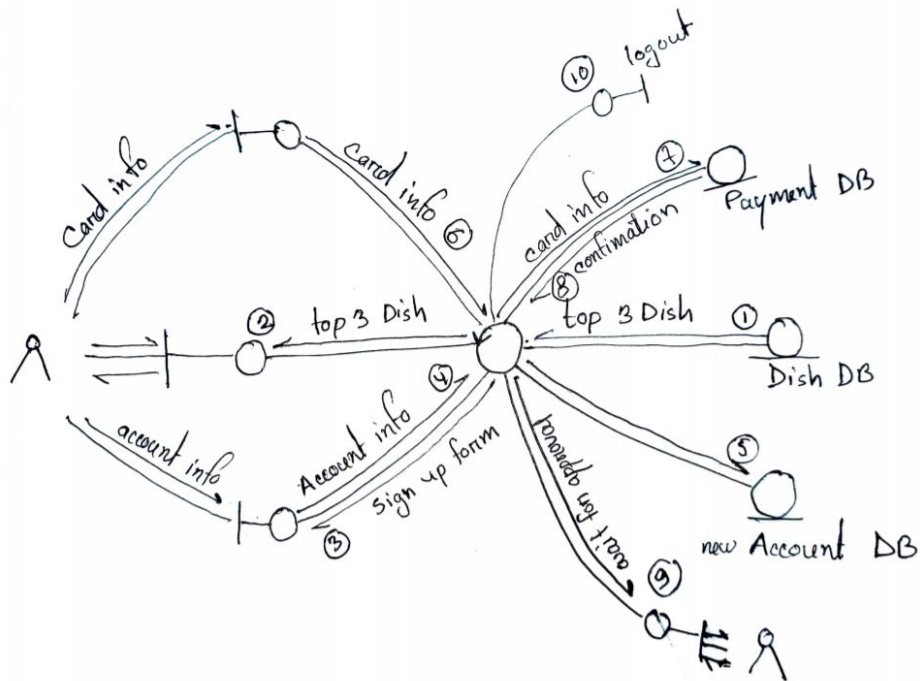 10
logout
Card info
Card info
6
7
card info
Payment DB
8
confimation
2
top 3 Dish
top 3 Dish
1
Dish DB
4
account info
Account info
sign up form
3
5
new Account DB
wait for approval
9